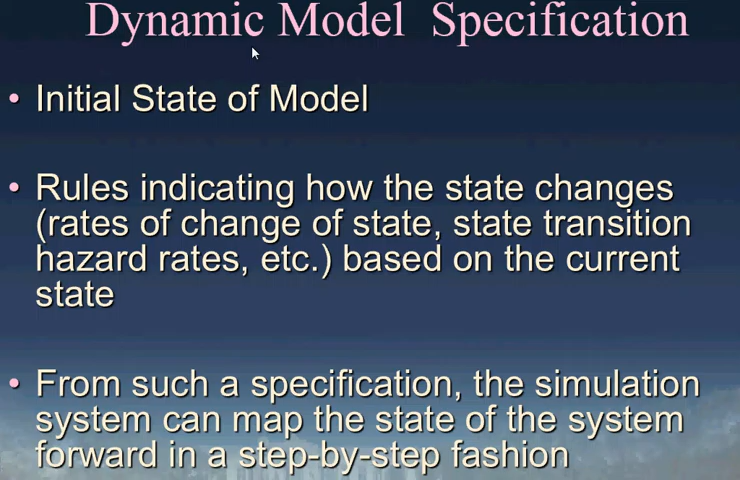 Dynamic Model Specification
• Initial State of Model
• Rules indicating how the state changes
(rates of change of state, state transition
hazard rates, etc.) based on the current
state
• From such a specification, the simulation
system can map the state of the system
forward in a step-by-step fashion